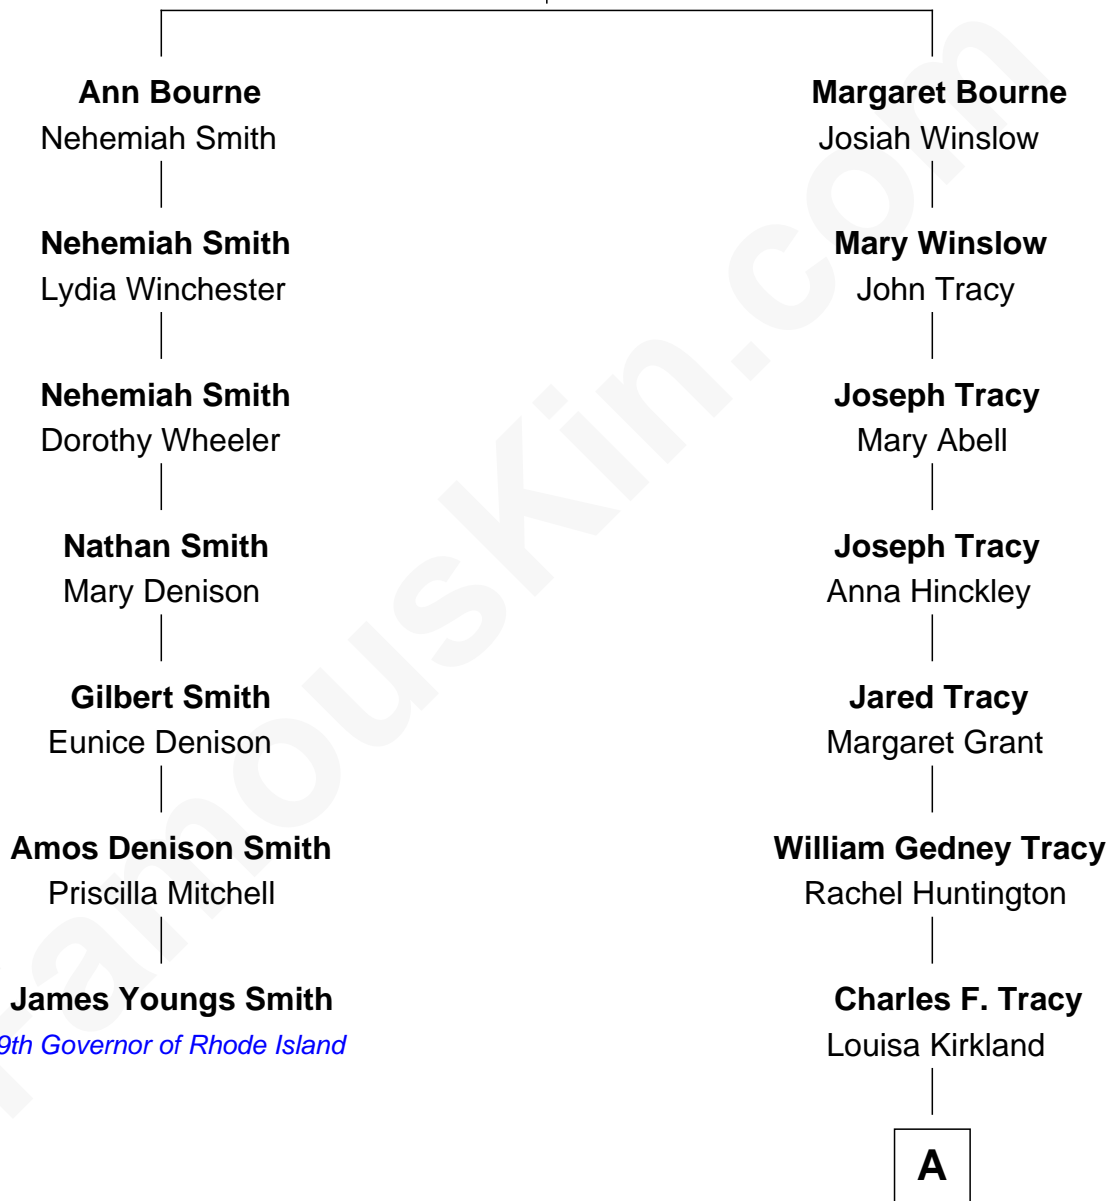 Ann Bourne
Nehemiah Smith
Nehemiah Smith
Lydia Winchester
Nehemiah Smith
Dorothy Wheeler
Nathan Smith
Mary Denison
Gilbert Smith
Eunice Denison
Amos Denison Smith
Priscilla Mitchell
James Youngs Smith
9th Governor of Rhode Island
Margaret Bourne
Josiah Winslow
Mary Winslow
John Tracy
Joseph Tracy
Mary Abell
Joseph Tracy
Anna Hinckley
Jared Tracy
Margaret Grant
William Gedney Tracy
Rachel Huntington
Charles F. Tracy
Louisa Kirkland
A
FamousKin.com